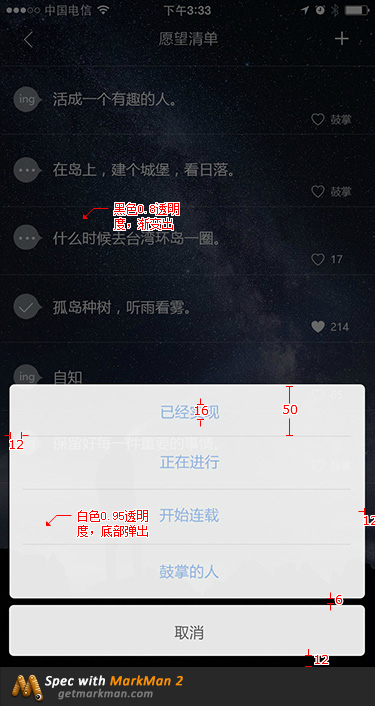 中国电信 下午3:33
愿望清单
ing 活成一个有趣的人。
鼓掌
在岛上，建个城堡，看日落。
鼓掌
黑色0.6透明
度，渐变出
什么时候去台湾环岛一圈。
17
孤岛种树，听雨看雾。
214
ing 自知
已经实现
16
50
12
正在进行
白色0.95透明
度，底部弹出
开始连载
12
鼓掌的人
6
取消
12
Spec with MarkMan 2
getmarkman.com